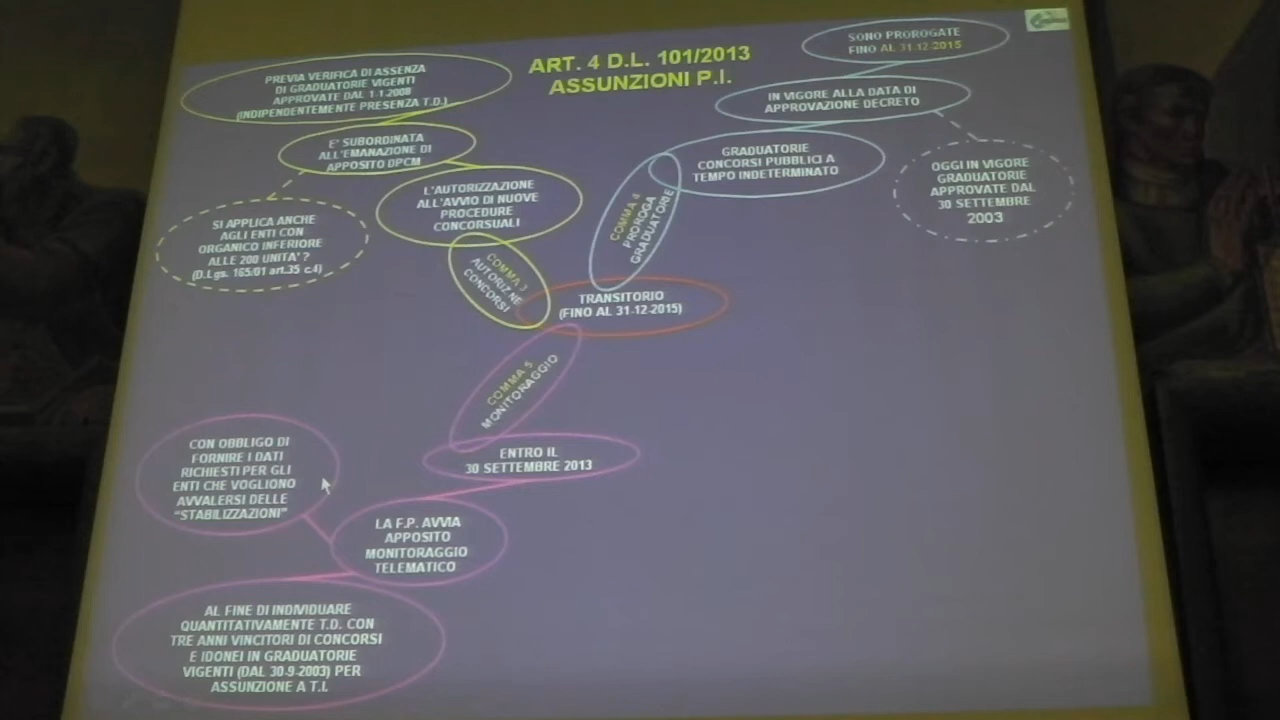 ART. 4 D.L. 101/2013
ASSUNZIONI P.I.
SONO PROROGATE
FINO AL 31-12-2015
IN VIGORE ALLA DATA DI
APPROVAZIONE DECRETO
GRADUATORIE
CONCORSI PUBBLICI A
TEMPO INDETERMINATO
OGGI IN VIGORE
GRADUATORIE
APPROVATE DAL
30 SETTEMBRE
2003
COMMA 4
PROROGA
GRADUATORIE
PREVIA VERIFICA DI ASSENZA
DI GRADUATORIE VIGENTI
APPROVATE DAL 1-1-2008
(INDIPENDENTEMENTE PRESENZA T.D.)
E' SUBORDINATA
ALL'EMANAZIONE DI
APPOSITO DPCM
L'AUTORIZZAZIONE
ALL'AVVIO DI NUOVE
PROCEDURE
CONCORSUALI
SI APPLICA ANCHE
AGLI ENTI CON
ORGANICO INFERIORE
ALLE 200 UNITA' ?
(D.Lgs. 165/01 art.35 c.4)
COMMA 3
AUTORIZ.NE
CONCORSI
TRANSITORIO
(FINO AL 31-12-2015)
COMMA 5
MONITORAGGIO
ENTRO IL
30 SETTEMBRE 2013
CON OBBLIGO DI
FORNIRE I DATI
RICHIESTI PER GLI
ENTI CHE VOGLIONO
AVVALERSI DELLE
"STABILIZZAZIONI"
LA F.P. AVVIA
APPOSITO
MONITORAGGIO
TELEMATICO
AL FINE DI INDIVIDUARE
QUANTITATIVAMENTE T.D. CON
TRE ANNI VINCITORI DI CONCORSI
E IDONEI IN GRADUATORIE
VIGENTI (DAL 30-9-2003) PER
ASSUNZIONE A T.I.